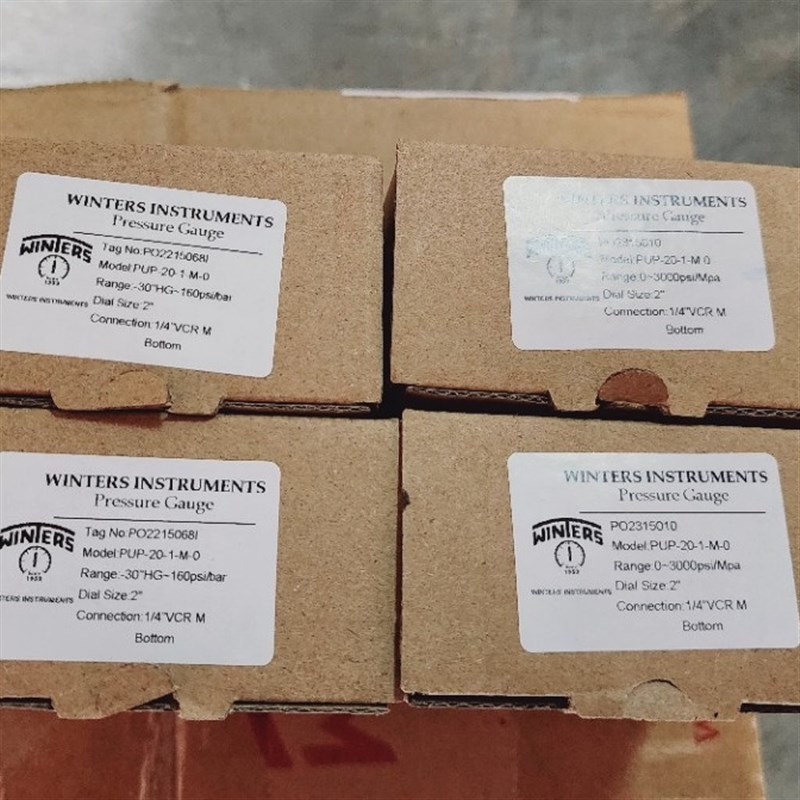 WINTERS INSTRUMENTS
Pressure Gauge
WINTERS
Tag No:PO2215068I
Model:PUP-20-1-M-0
Range:-30"HG~160psi/bar
WINTERS INSTRUMENTS
Dial Size:2"
Connection:1/4"VCR M
Bottom
WINTERS INSTRUMENTS
Pressure Gauge
PO2315010
Model:PUP-20-1-M-0
Range:0~3000psi/Mpa
WINTERS INSTRUMENTS
Dial Size:2"
Connection:1/4"VCR M
Bottom
WINTERS INSTRUMENTS
Pressure Gauge
WINTERS
Tag No:PO2215068I
Model:PUP-20-1-M-0
Range:-30"HG~160psi/bar
TERS INSTRUMENTS
Dial Size:2"
Connection:1/4"VCR M
Bottom
WINTERS INSTRUMENTS
Pressure Gauge
WINTERS
1953
PO2315010
Model:PUP-20-1-M-0
Range:0~3000psi/Mpa
WINTERS INSTRUMENTS
Dial Size:2"
Connection:1/4"VCR M
Bottom